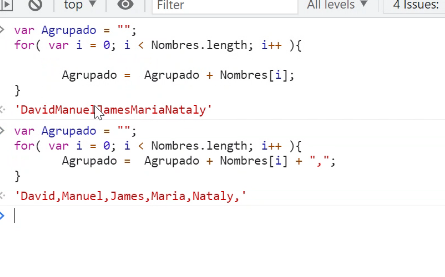 top ▼ Filter All levels ▼ 4 Issues:
var Agrupado = "";
for( var i = 0; i < Nombres.length; i++ ){
Agrupado =  Agrupado + Nombres[i];
}
'DavidManuelJamesMariaNataly'
var Agrupado = "";
for( var i = 0; i < Nombres.length; i++ ){
Agrupado =  Agrupado + Nombres[i] + ",";
}
'David,Manuel,James,Maria,Nataly,'